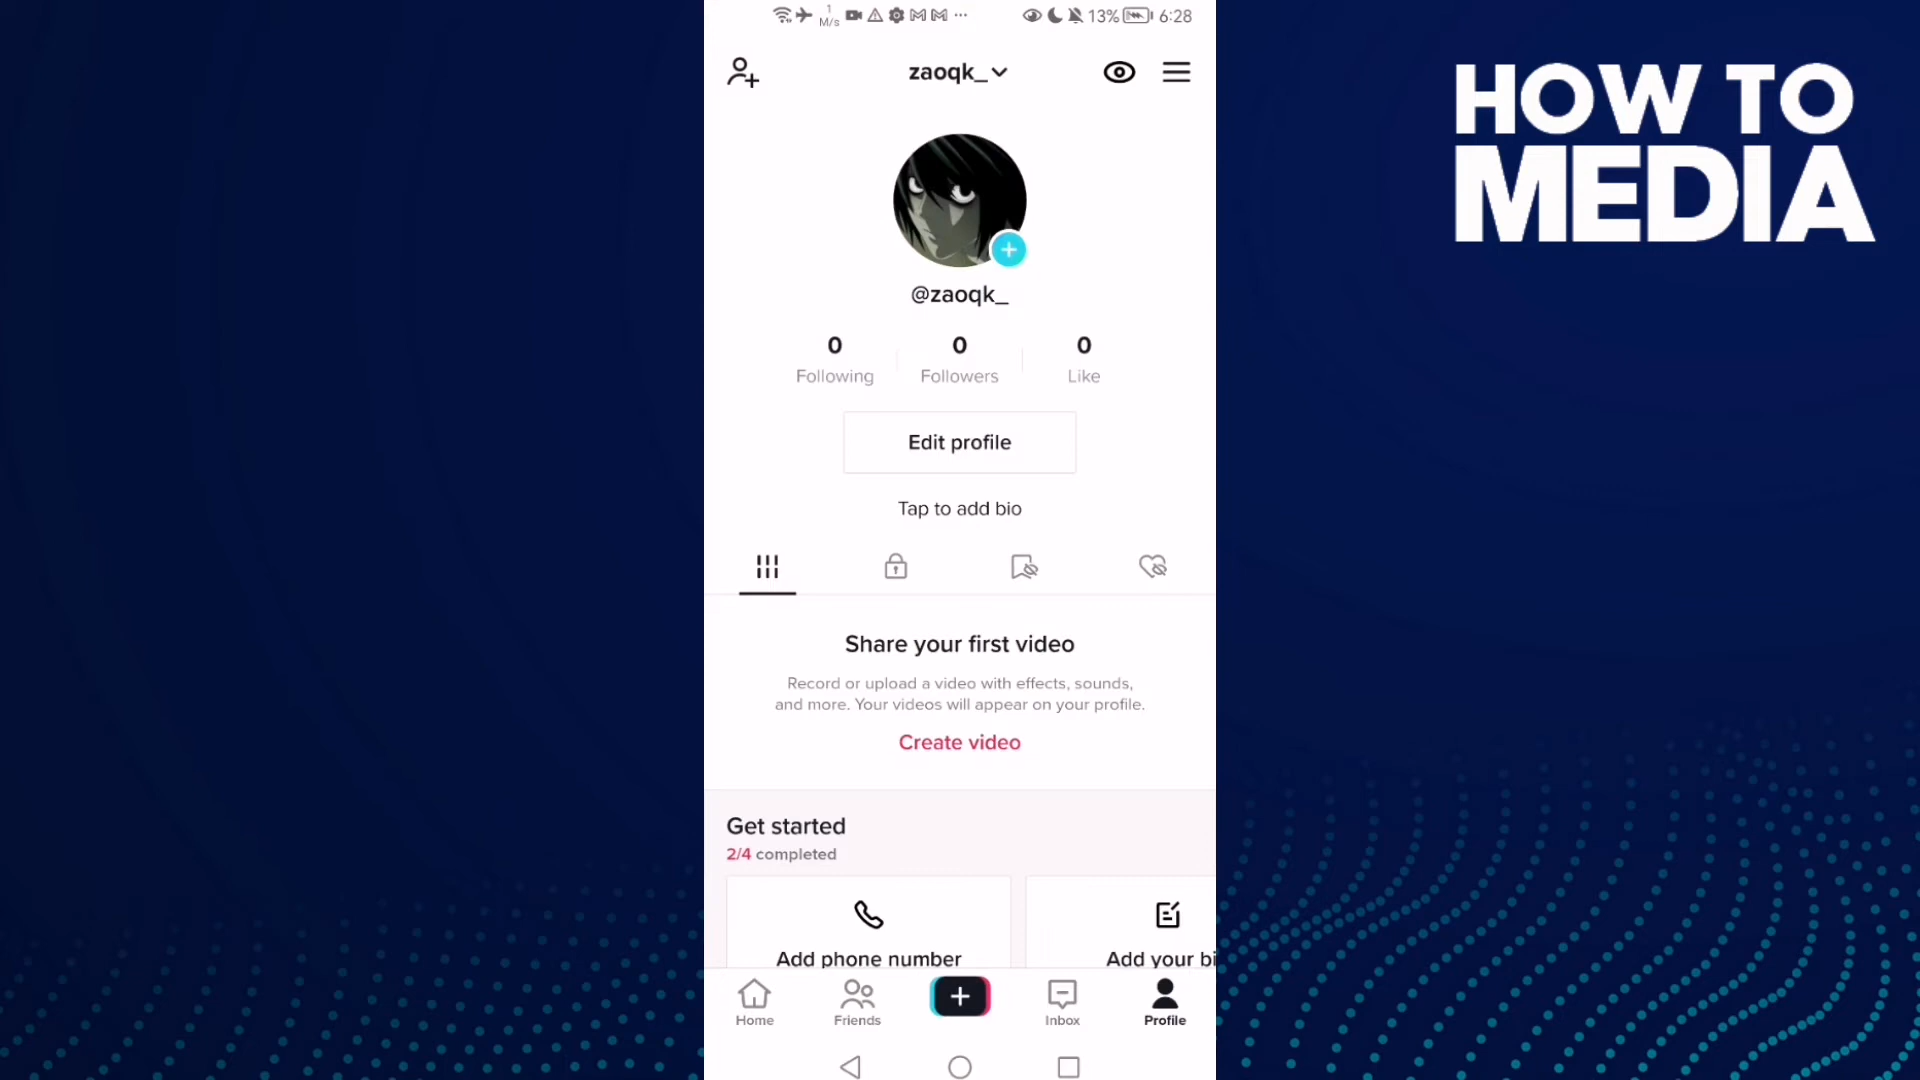 1
M/s
13%
6:28
zaoqk_
HOW TO
MEDIA
@zaoqk_
0
0
0
Following
Followers
Like
Edit profile
Tap to add bio
Share your first video
Record or upload a video with effects, sounds,
and more. Your videos will appear on your profile.
Create video
Get started
2/4 completed
Add phone number
Add your bi
Home
Friends
Inbox
Profile